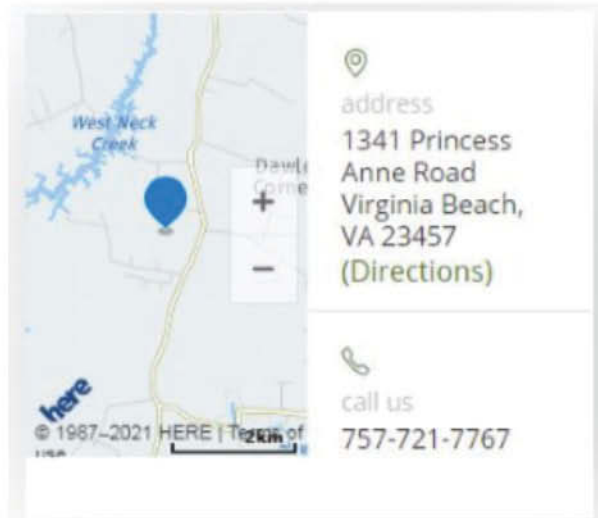 West Neck
Creek
+
−
here
© 1987–2021 HERE | Terms of
use
2km
address
1341 Princess
Anne Road
Virginia Beach,
VA 23457
(Directions)
call us
757-721-7767